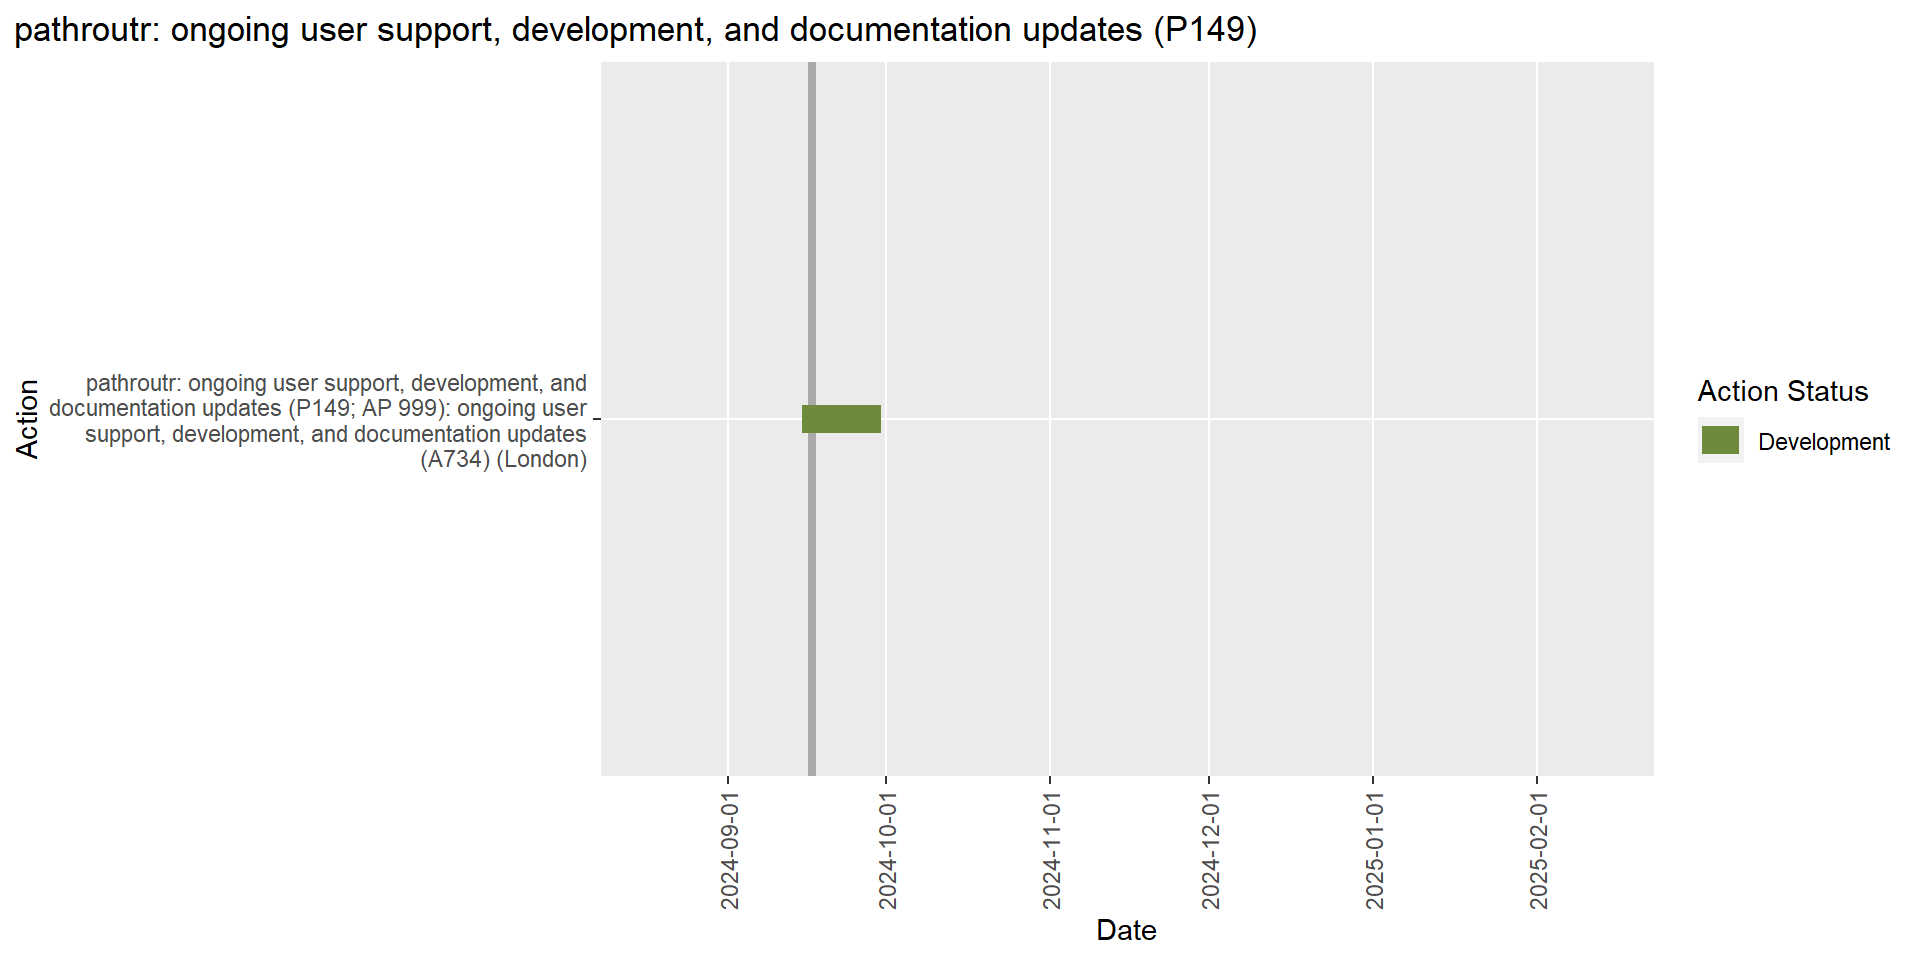 pathroutr: ongoing user support, development, and documentation updates (P149)
Action
pathroutr: ongoing user support, development, and
documentation updates (P149; AP 999): ongoing user
support, development, and documentation updates
(A734) (London)
Action Status
Development
2024-09-01
2024-10-01
2024-11-01
2024-12-01
2025-01-01
2025-02-01
Date